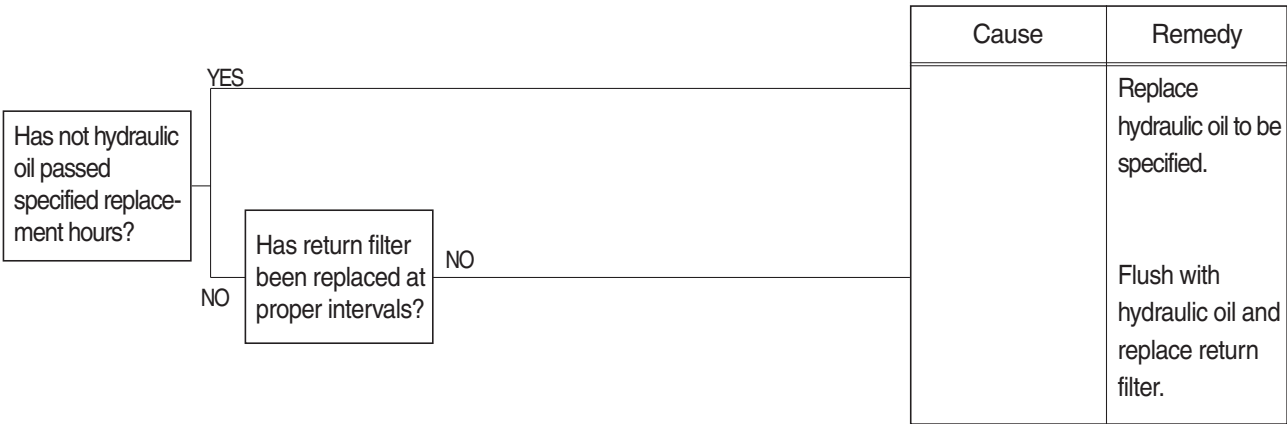 Cause
Remedy
YES
Replace
hydraulic oil to be
specified.
Has not hydraulic
oil passed
specified replace-
ment hours?
NO
Has return filter
been replaced at
proper intervals?
NO
Flush with
hydraulic oil and
replace return
filter.